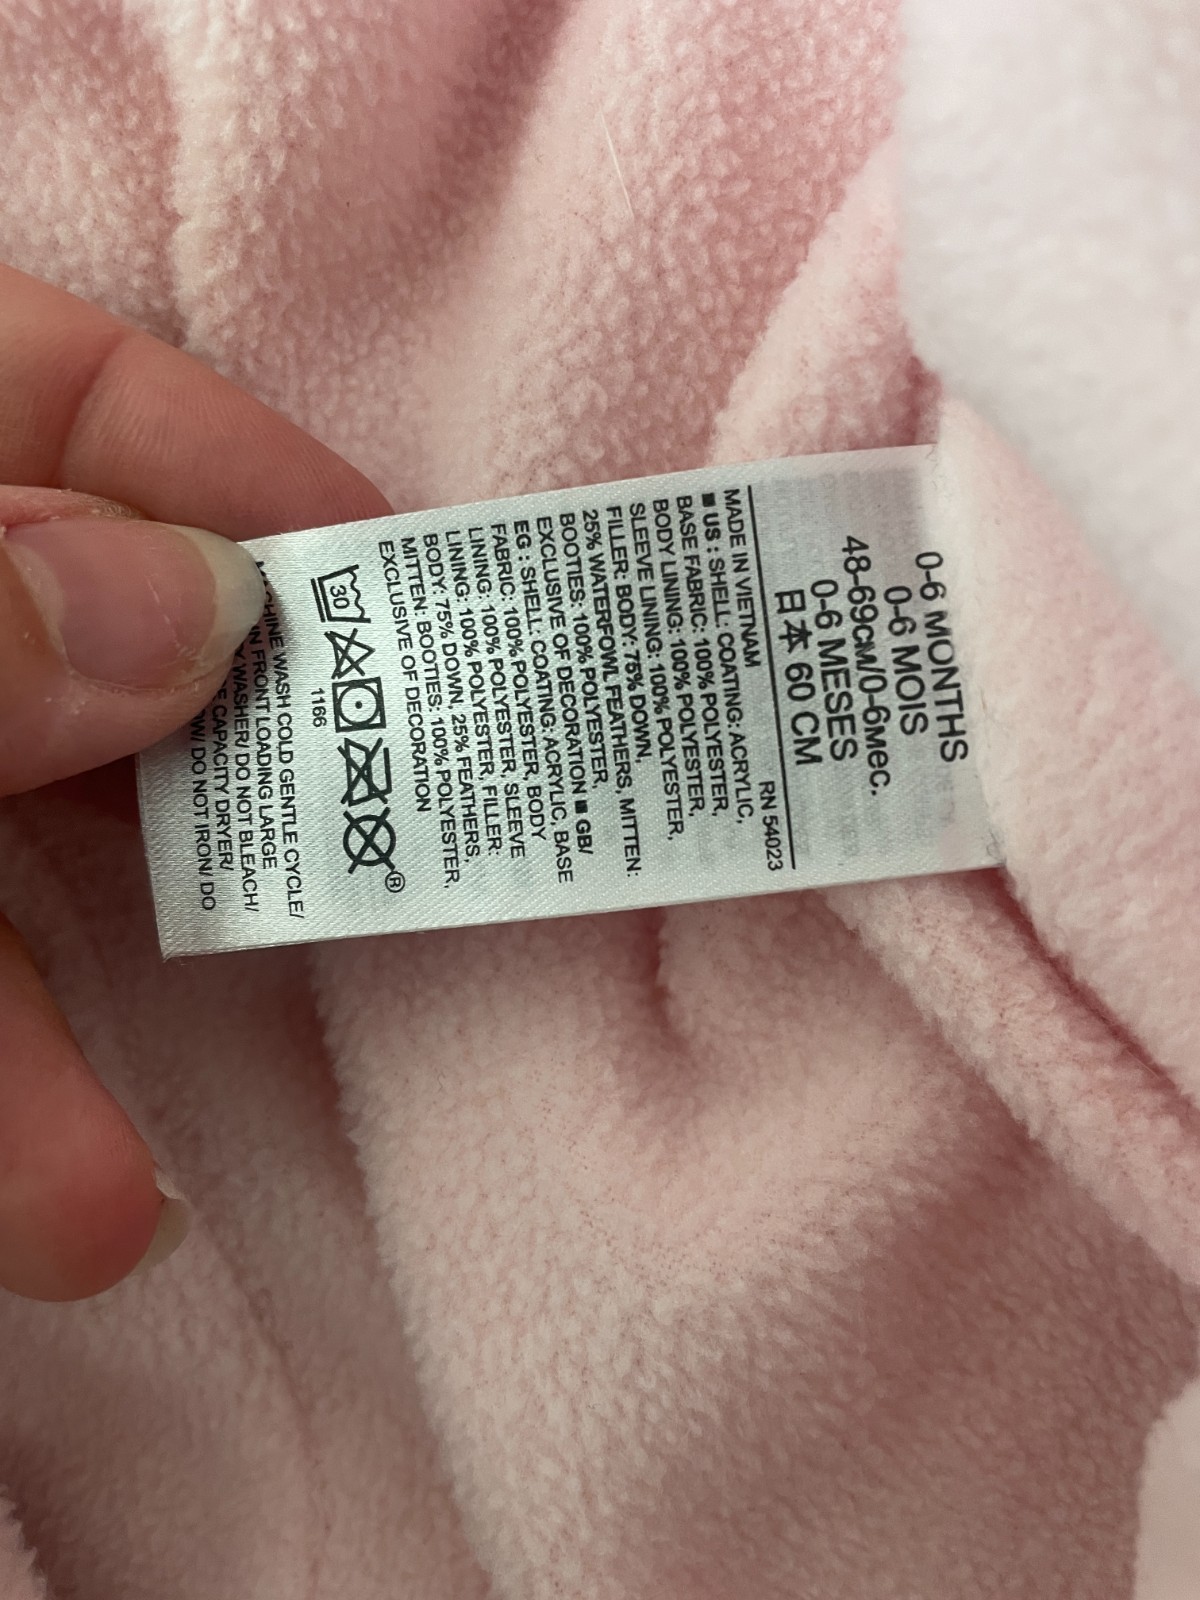 0-6 MONTHS
0-6 MOIS
48-69см/0-6мес.
0-6 MESES
日本 60 CM
RN 54023
MADE IN VIETNAM
■ US : SHELL: COATING: ACRYLIC,
BASE FABRIC: 100% POLYESTER,
BODY LINING: 100% POLYESTER,
SLEEVE LINING: 100% POLYESTER,
FILLER: BODY: 75% DOWN,
25% WATERFOWL FEATHERS, MITTEN:
BOOTIES: 100% POLYESTER,
EXCLUSIVE OF DECORATION ■ GB/
EG : SHELL: COATING: ACRYLIC, BASE
FABRIC: 100% POLYESTER, BODY
LINING: 100% POLYESTER, SLEEVE
LINING: 100% POLYESTER, FILLER:
BODY: 75% DOWN, 25% FEATHERS,
MITTEN: BOOTIES: 100% POLYESTER,
EXCLUSIVE OF DECORATION
30
®
1166
MACHINE WASH COLD GENTLE CYCLE/
IN FRONT LOADING LARGE
WASHER/ DO NOT BLEACH/
CAPACITY DRYER/
DO NOT IRON/ DO